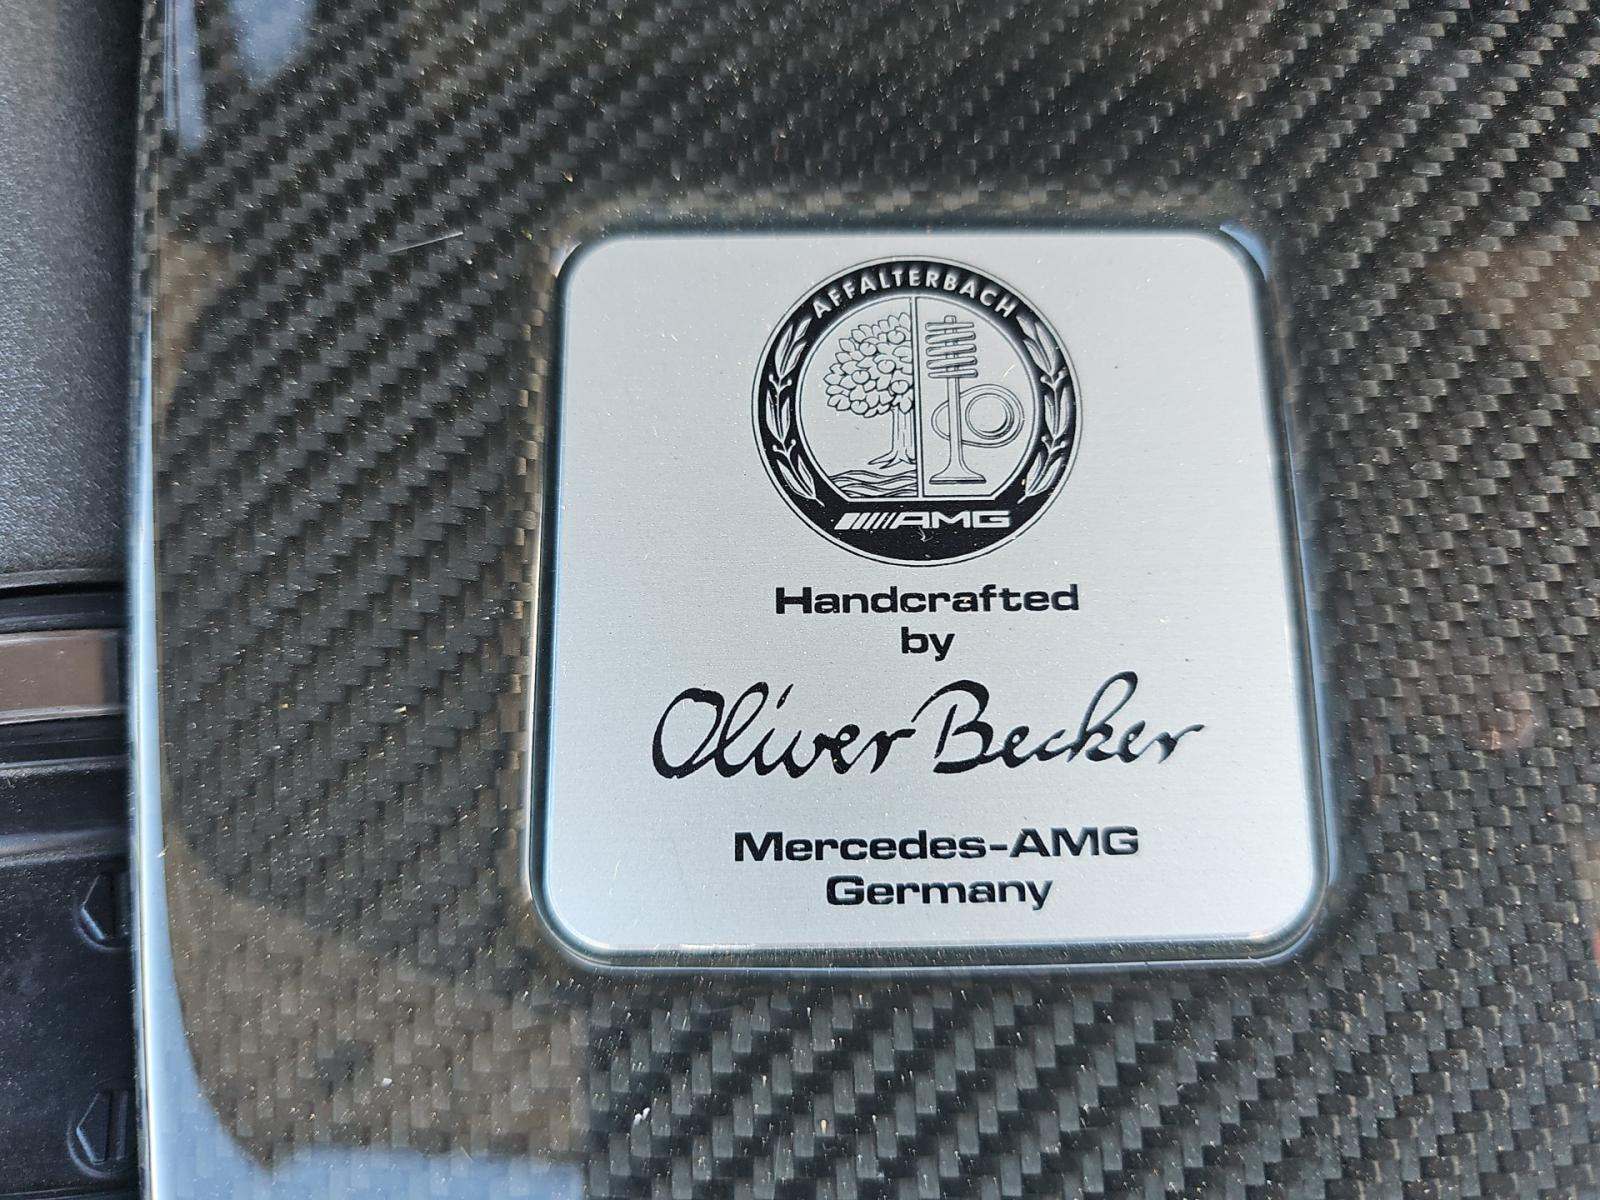 AFFALTERBACH
AMG
Handcrafted
by
Oliver Becker
Mercedes-AMG
Germany